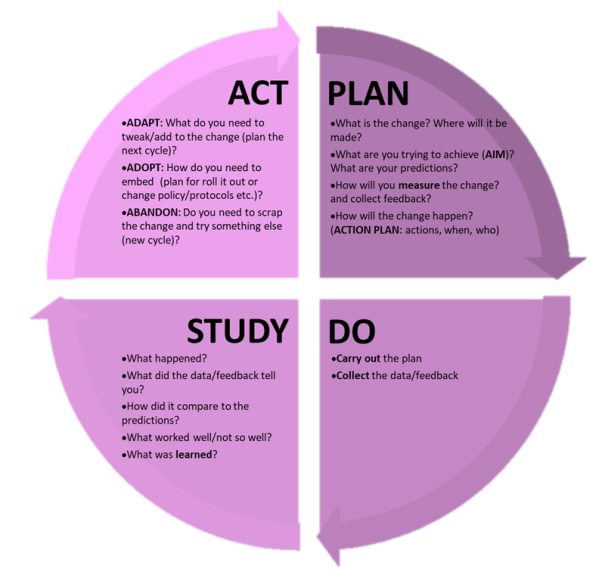 ACT
•ADAPT: What do you need to
tweak/add to the change (plan the
next cycle)?
•ADOPT: How do you need to
embed  (plan for roll it out or
change policy/protocols etc.)?
•ABANDON: Do you need to scrap
the change and try something else
(new cycle)?
PLAN
•What is the change? Where will it be
made?
•What are you trying to achieve (AIM)?
What are your predictions?
•How will you measure the change?
and collect feedback?
•How will the change happen?
(ACTION PLAN: actions, when, who)
STUDY
•What happened?
•What did the data/feedback tell
you?
•How did it compare to the
predictions?
•What worked well/not so well?
•What was learned?
DO
•Carry out the plan
•Collect the data/feedback